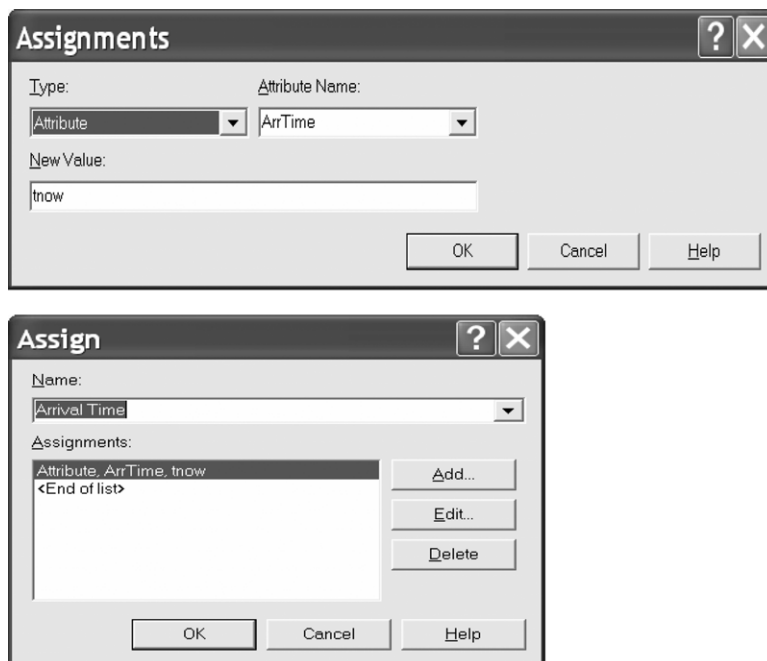 Assignments
Type: Attribute Name:
Attribute ArrTime
New Value:
tnow
OK Cancel Help
Assign
Name:
Arrival Time
Assignments:
Attribute, ArrTime, tnow
<End of list>
Add...
Edit...
Delete
OK Cancel Help